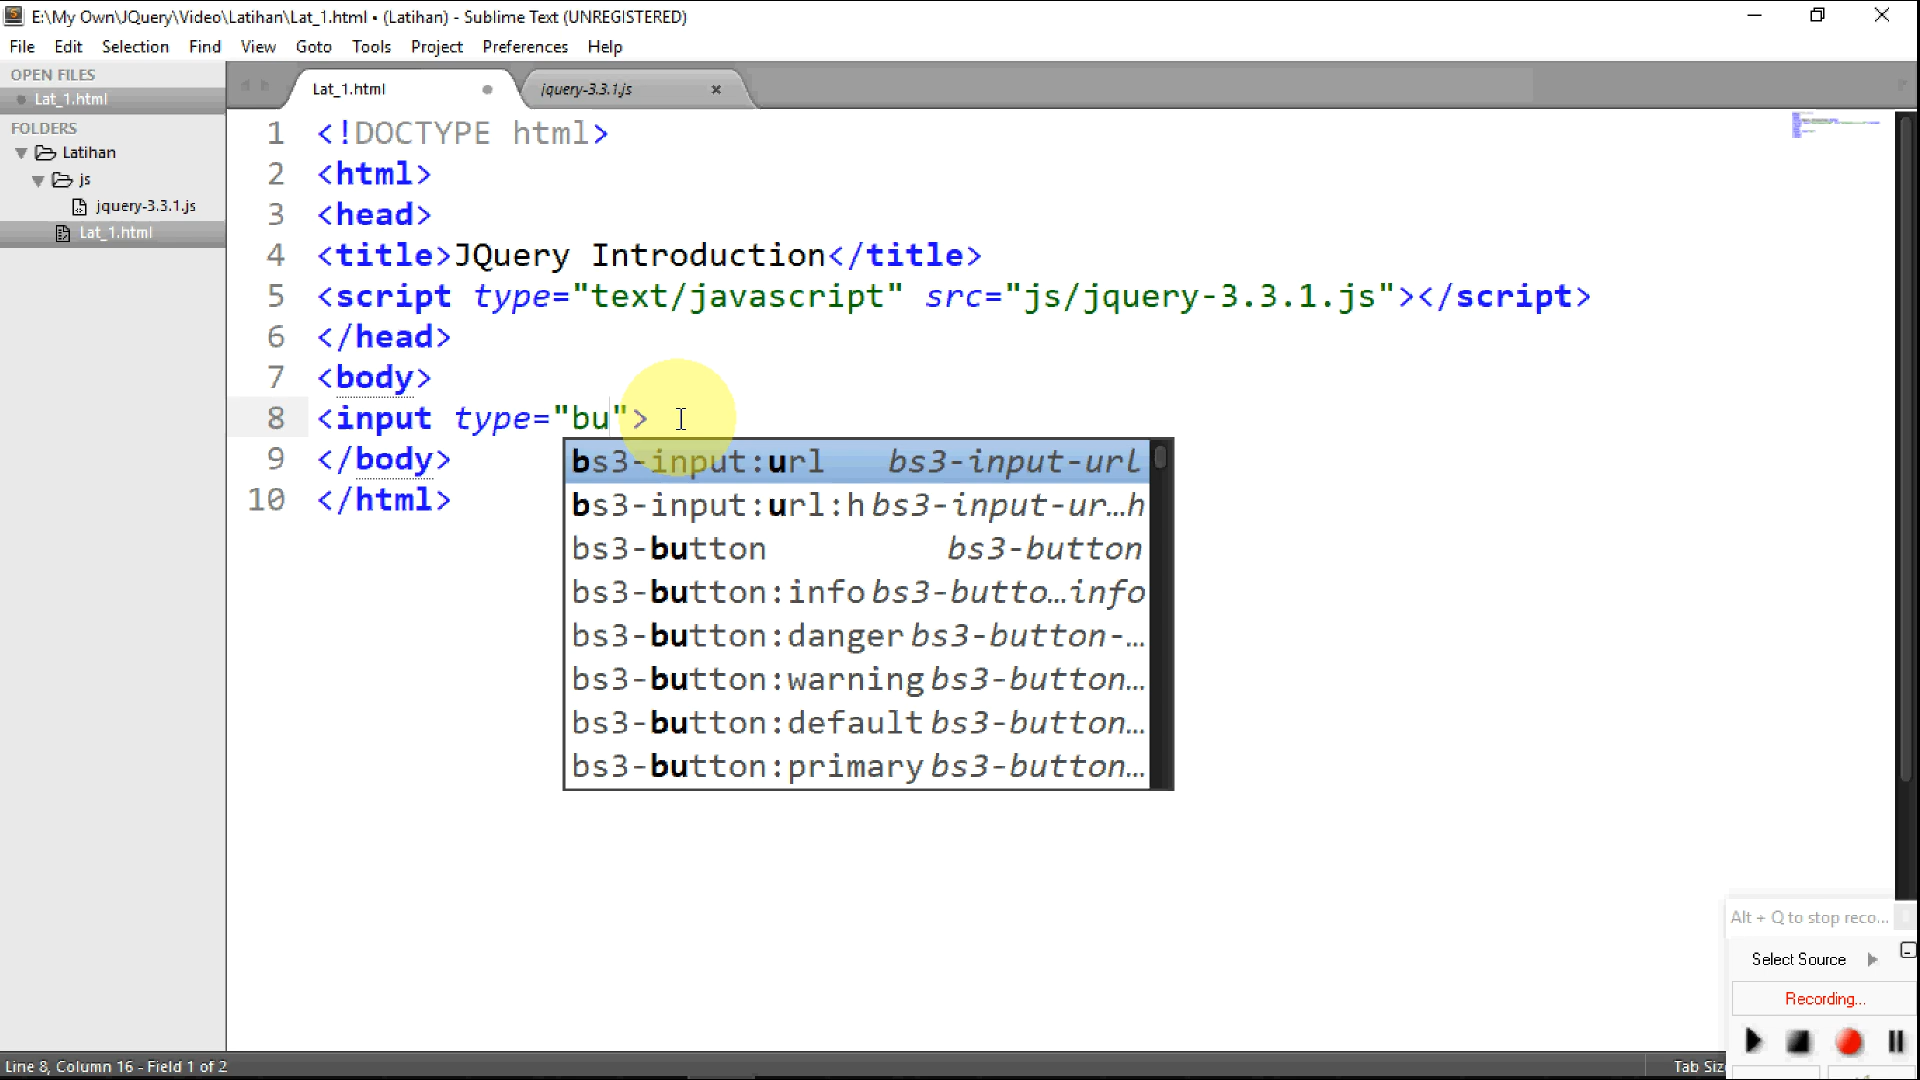 E:\My Own\JQuery\Video\Latihan\Lat_1.html • (Latihan) - Sublime Text (UNREGISTERED)
File Edit Selection Find View Goto Tools Project Preferences Help
OPEN FILES
Lat_1.html
FOLDERS
Latihan
js
jquery-3.3.1.js
Lat_1.html
Lat_1.html jquery-3.3.1.js
1 <!DOCTYPE html>
2 <html>
3 <head>
4 <title>JQuery Introduction</title>
5 <script type="text/javascript" src="js/jquery-3.3.1.js"></script>
6 </head>
7 <body>
8 <input type="bu">
9 </body>
10 </html>
bs3-input:url bs3-input-url
bs3-input:url:h bs3-input-ur…h
bs3-button bs3-button
bs3-button:info bs3-butto…info
bs3-button:danger bs3-button-…
bs3-button:warning bs3-button…
bs3-button:default bs3-button…
bs3-button:primary bs3-button…
Alt + Q to stop reco...
Select Source
Recording...
Line 8, Column 16 - Field 1 of 2
Tab Siz